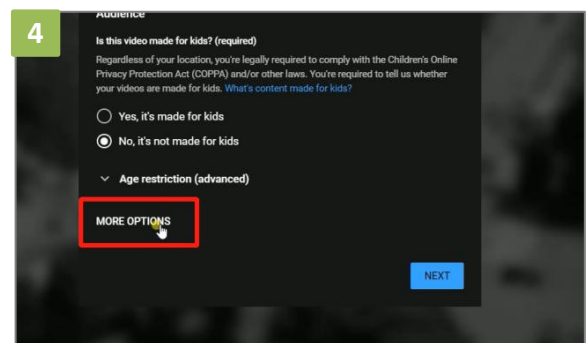 4
Audience
Is this video made for kids? (required)
Regardless of your location, you're legally required to comply with the Children's Online
Privacy Protection Act (COPPA) and/or other laws. You're required to tell us whether
your videos are made for kids. What's content made for kids?
Yes, it's made for kids
No, it's not made for kids
Age restriction (advanced)
MORE OPTIONS
NEXT